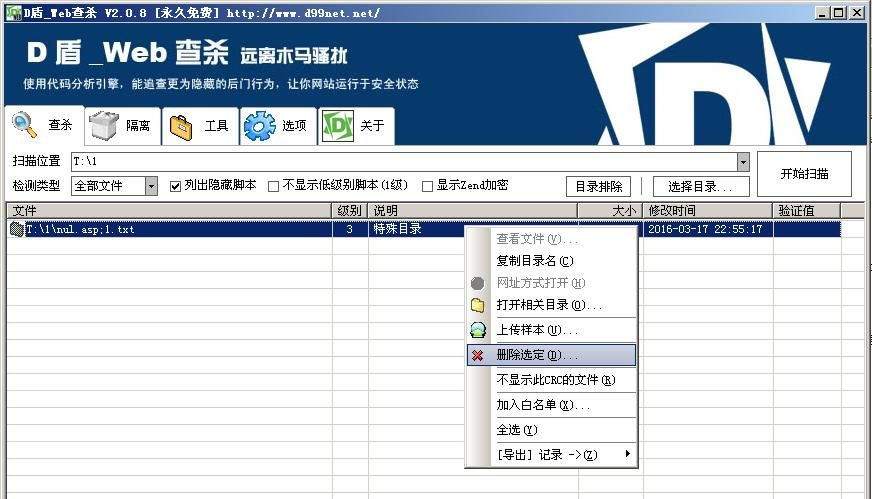 D盾_Web查杀 V2.0.8 [永久免费] http://www.d99net.net/
D 盾 _Web 查杀 远离木马骚扰
使用代码分析引擎，能追查更为隐藏的后门行为，让你网站运行于安全状态
D
查杀 隔离 工具 选项 D 关于
扫描位置 T:\1 开始扫描
检测类型 全部文件 列出隐藏脚本 不显示低级别脚本(1级) 显示Zend加密 目录排除 选择目录...
文件 级别 说明 大小 修改时间 验证值
T:\1\nul.asp;1.txt 3 特殊目录 2016-03-17 22:55:17
查看文件(V)...
复制目录名(C)
网址方式打开(H)
打开相关目录(O)...
上传样本(U)...
删除选定(D)...
不显示此CRC的文件(R)
加入白名单(X)...
全选(Y)
[导出] 记录 ->(Z)